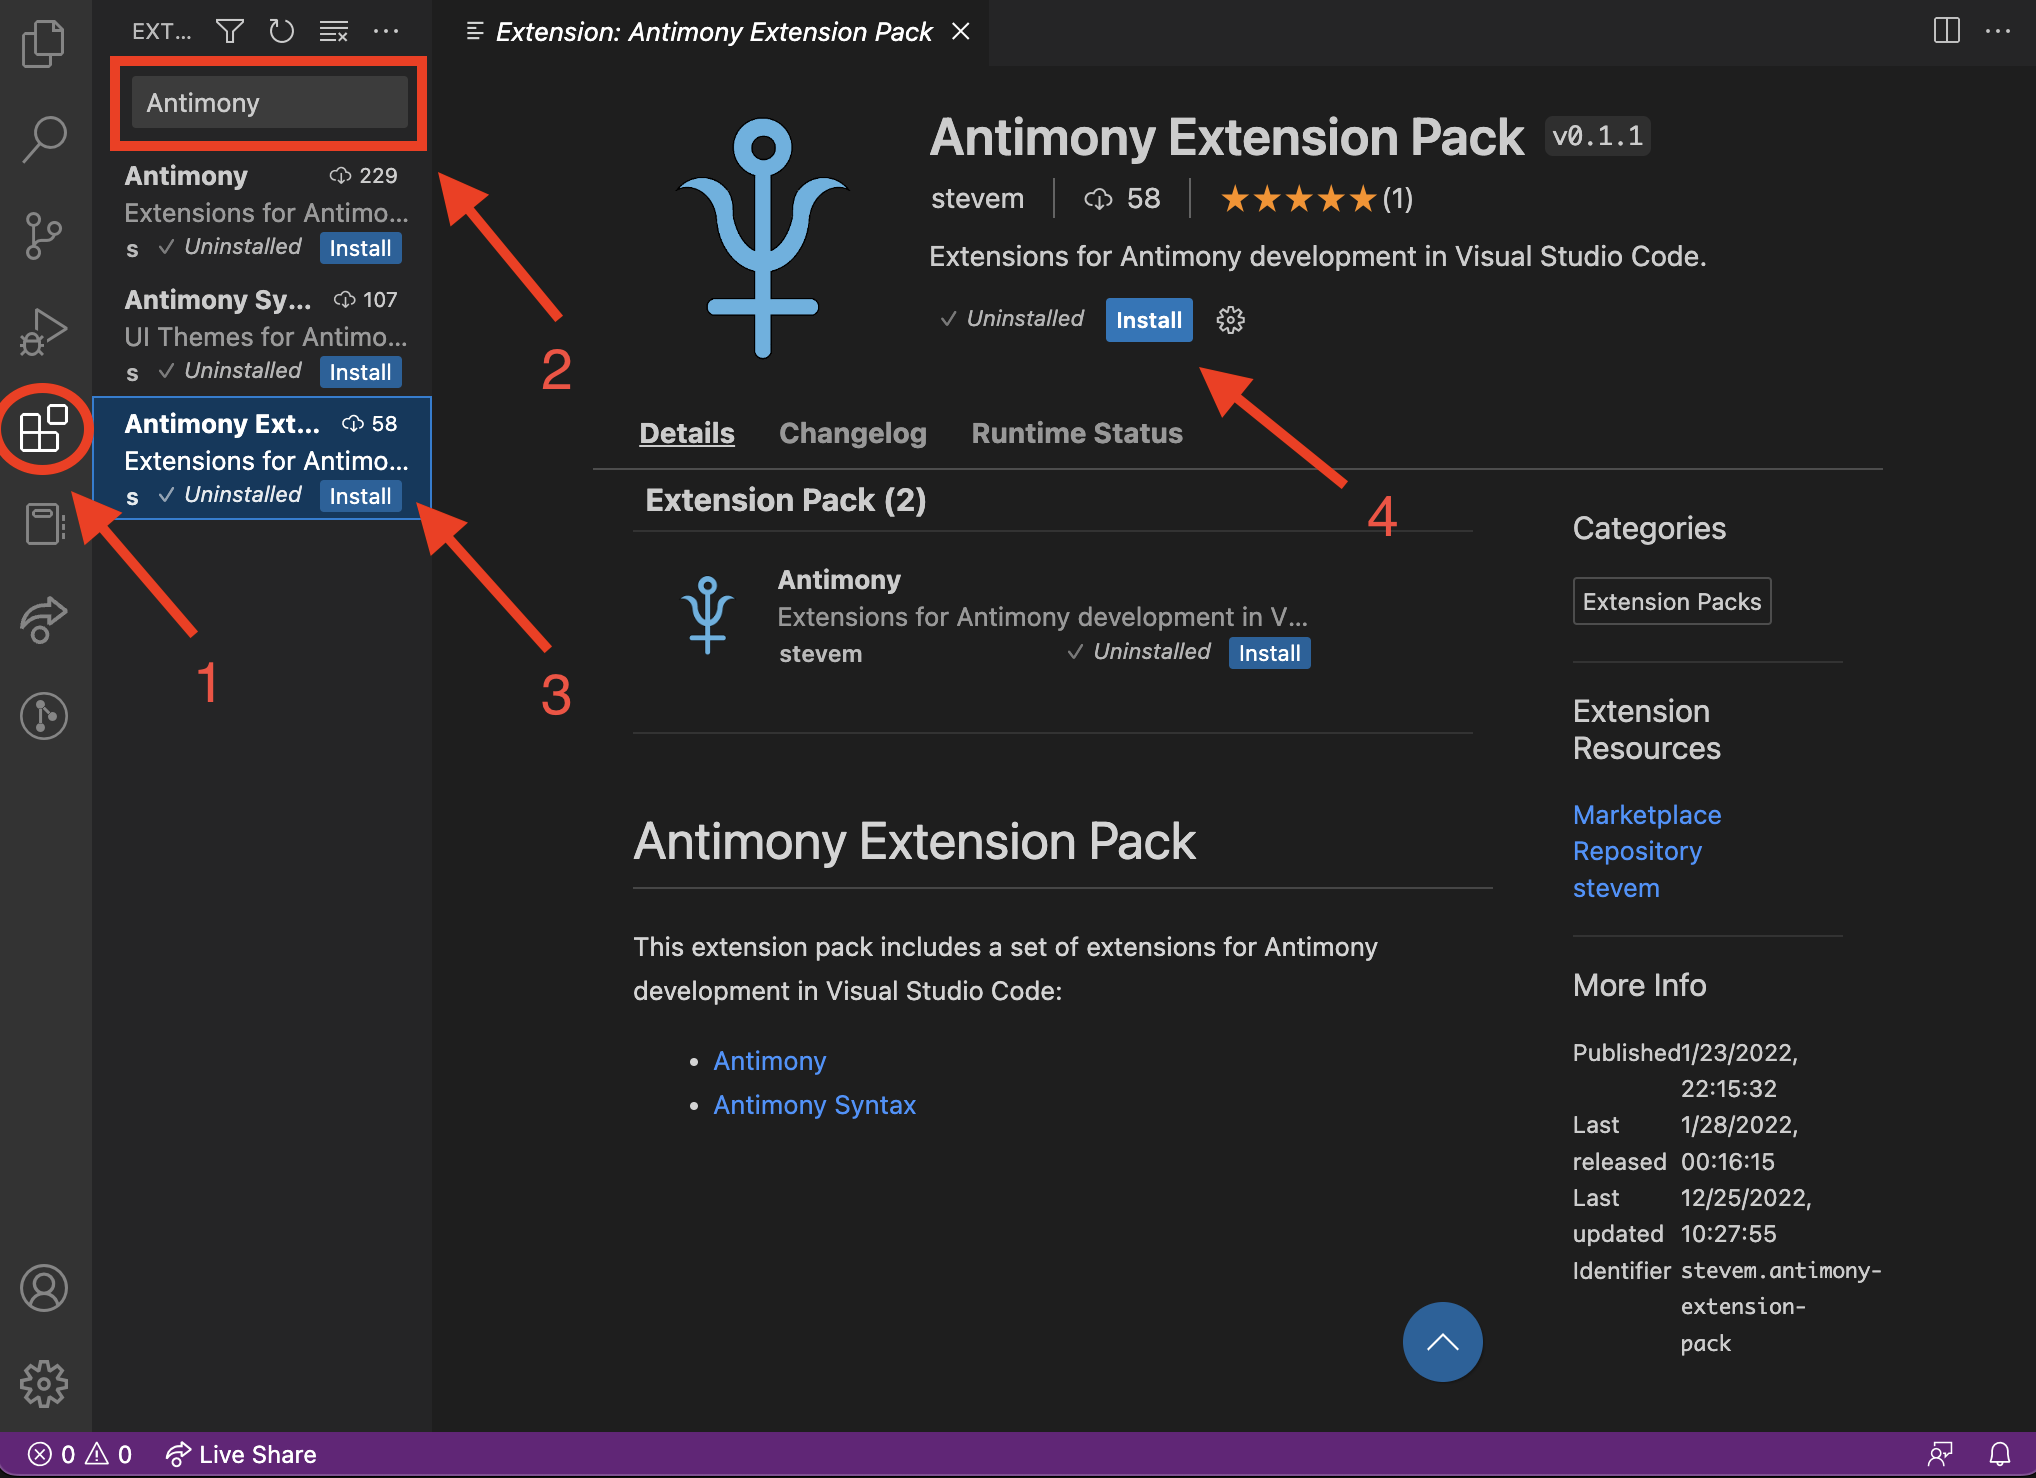 EXT...
Extension: Antimony Extension Pack
Antimony
Antimony 229
Extensions for Antimo...
s Uninstalled Install
Antimony Sy... 107
UI Themes for Antimo...
s Uninstalled Install
Antimony Ext... 58
Extensions for Antimo...
s Uninstalled Install
1
2
3
4
Antimony Extension Pack v0.1.1
stevem 58 ★★★★★(1)
Extensions for Antimony development in Visual Studio Code.
Uninstalled Install
Details Changelog Runtime Status
Extension Pack (2)
Antimony
Extensions for Antimony development in V...
stevem Uninstalled Install
Antimony Extension Pack
This extension pack includes a set of extensions for Antimony
development in Visual Studio Code:
• Antimony
• Antimony Syntax
Categories
Extension Packs
Extension
Resources
Marketplace
Repository
stevem
More Info
Published 1/23/2022,
22:15:32
Last 1/28/2022,
released 00:16:15
Last 12/25/2022,
updated 10:27:55
Identifier stevem.antimony-
extension-
pack
0 0 Live Share